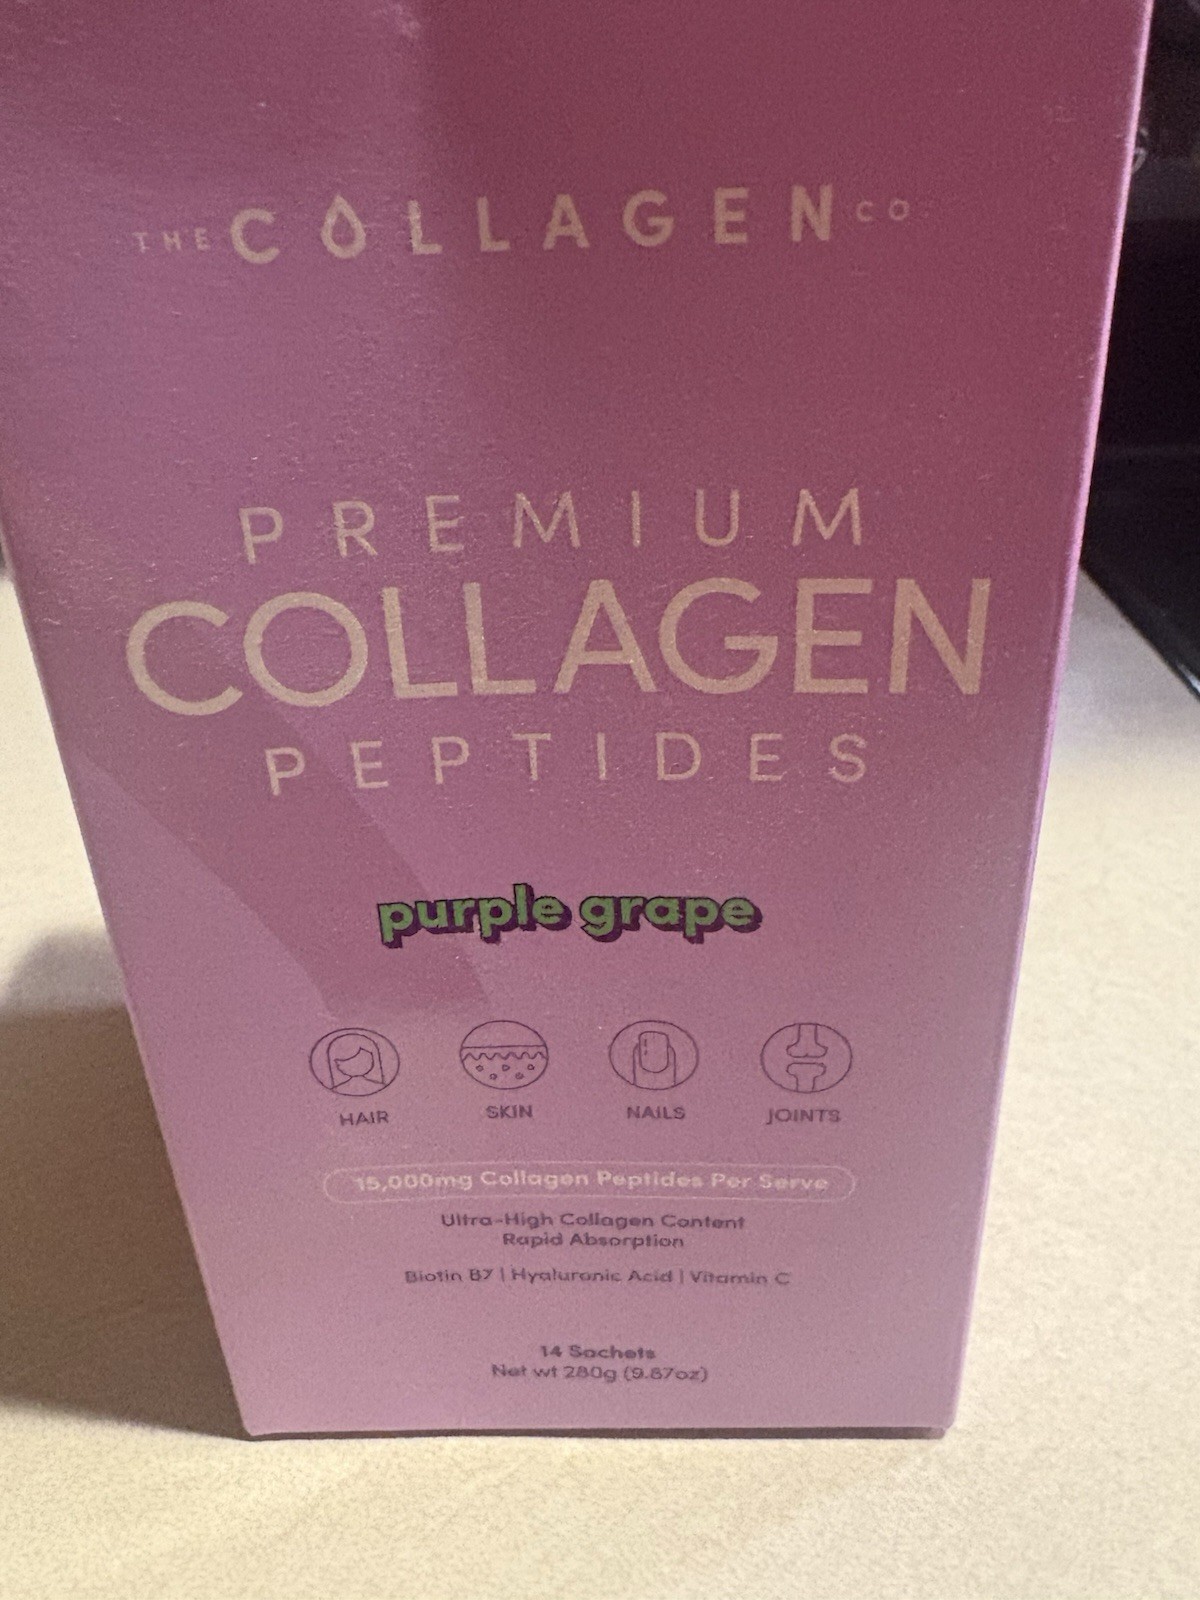 THE COLLAGEN CO
PREMIUM
COLLAGEN
PEPTIDES
purple grape
HAIR SKIN NAILS JOINTS
15,000mg Collagen Peptides Per Serve
Ultra-High Collagen Content
Rapid Absorption
Biotin B7 | Hyaluronic Acid | Vitamin C
14 Sachets
Net wt 280g (9.87oz)